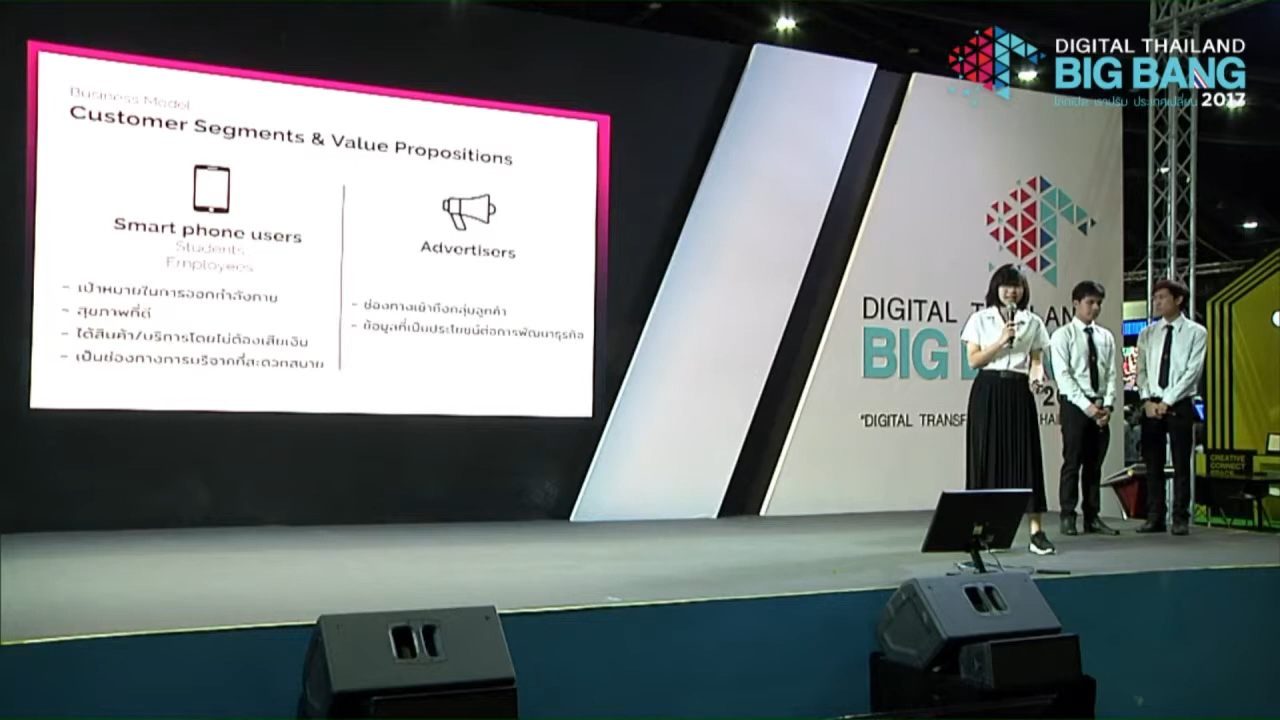 Business Model
Customer Segments & Value Propositions
Smart phone users
Students
Employees
- เป้าหมายในการออกกำลังกาย
- สุขภาพที่ดี
- ได้สินค้า/บริการโดยไม่ต้องเสียเงิน
- เป็นช่องทางการบริจาคที่สะดวกสบาย
Advertisers
- ช่องทางเข้าถึงกลุ่มลูกค้า
- ข้อมูลที่เป็นประโยชน์ต่อการพัฒนาธุรกิจ
DIGITAL THAILAND
BIG BANG
2017
DIGITAL
BIG
"DIGITAL
CREATIVE
CONNECT
SPACE